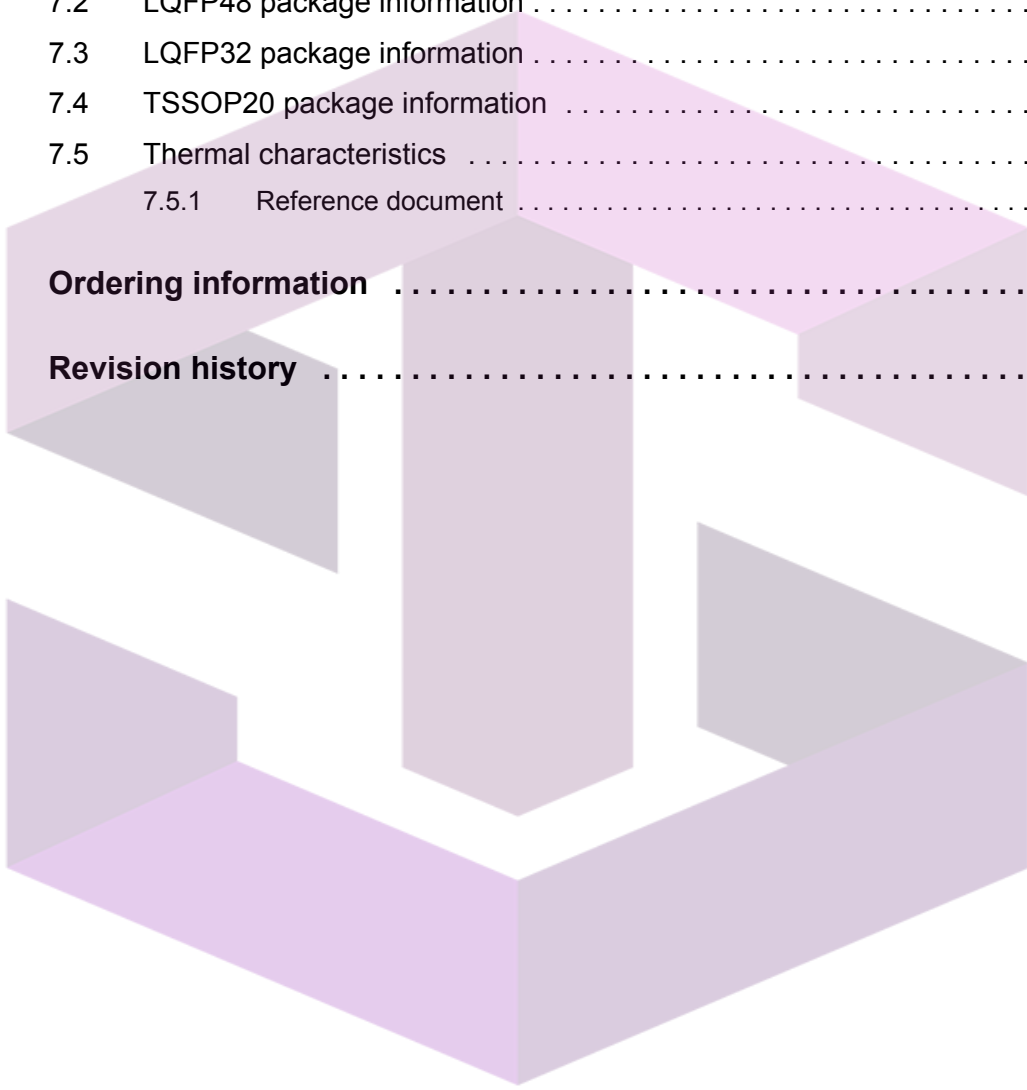 7.2 LQFP48 package information . . . . . . . . . . . . . . . . . . . . . . . . . . . . . . . . . .
7.3 LQFP32 package information . . . . . . . . . . . . . . . . . . . . . . . . . . . . . . . . . .
7.4 TSSOP20 package information . . . . . . . . . . . . . . . . . . . . . . . . . . . . . . . .
7.5 Thermal characteristics . . . . . . . . . . . . . . . . . . . . . . . . . . . . . . . . . . . . . .
7.5.1 Reference document . . . . . . . . . . . . . . . . . . . . . . . . . . . . . . . . . . .
Ordering information . . . . . . . . . . . . . . . . . . . . . . . . . . . . . . . . . . . .
Revision history . . . . . . . . . . . . . . . . . . . . . . . . . . . . . . . . . . . . . . . .